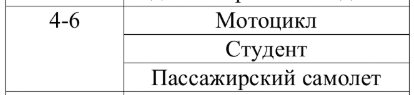 4-6 Мотоцикл
Студент
Пассажирский самолет